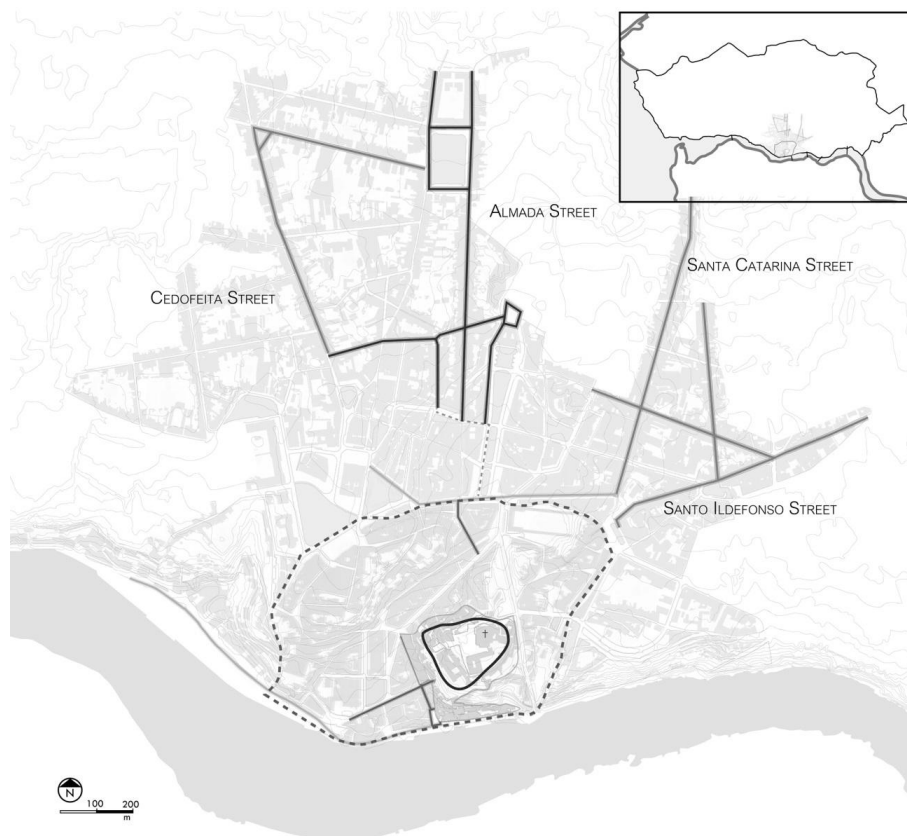 ALMADA STREET
SANTA CATARINA STREET
CEDOFEITA STREET
SANTO ILDEFONSO STREET
N
100 200
m